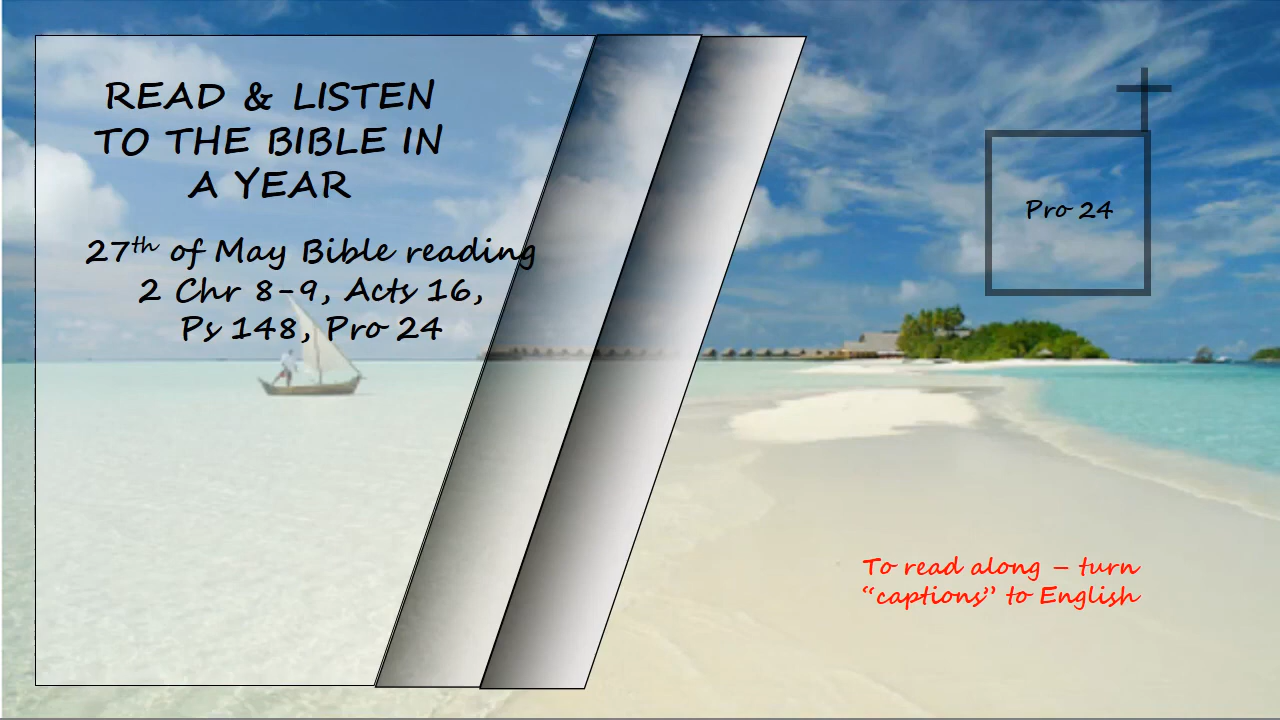 READ & LISTEN
TO THE BIBLE IN
A YEAR
27th of May Bible reading
2 Chr 8-9, Acts 16,
Ps 148, Pro 24
Pro 24
To read along – turn
“captions” to English